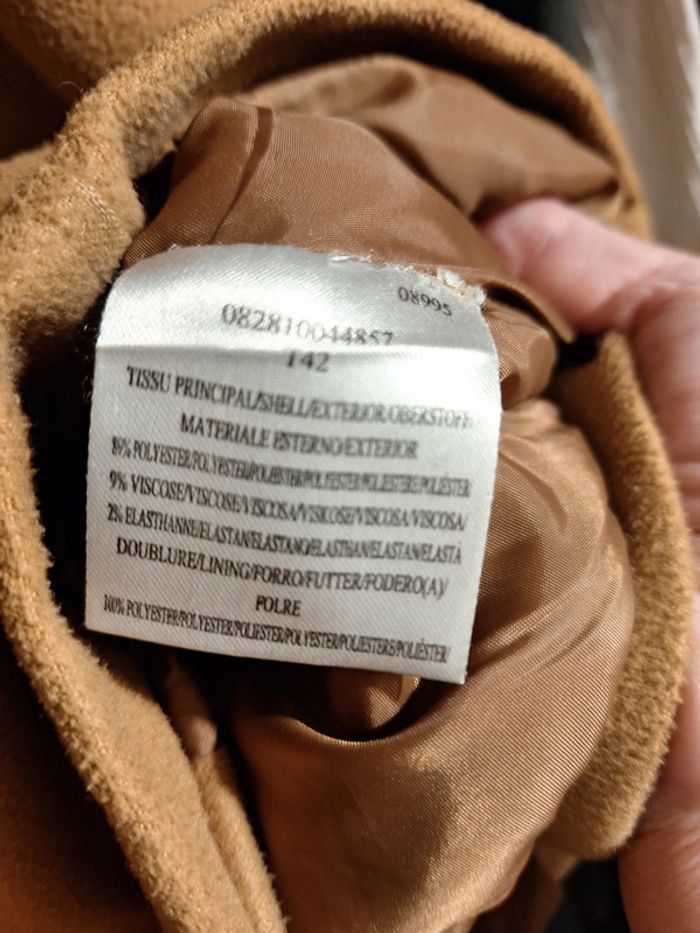 08995
082810044857
142
TISSU PRINCIPAL/SHELL/EXTERIOR/OBERSTOFF/
MATERIALE ESTERNO/EXTERIOR
89% POLYESTER/POLYESTER/POLIESTER/POLYESTER/POLIESTERE/POLIÉSTER
9% VISCOSE/VISCOSE/VISCOSA/VISKOSE/VISCOSA/VISCOSA/
2% ELASTHANNE/ELASTAN/ELASTANO/ELASTHAN/ELASTAN/ELASTA
DOUBLURE/LINING/FORRO/FUTTER/FODERO(A)/
FOLRE
100% POLYESTER/POLYESTER/POLIESTER/POLYESTER/POLIESTERE/POLIÉSTER/